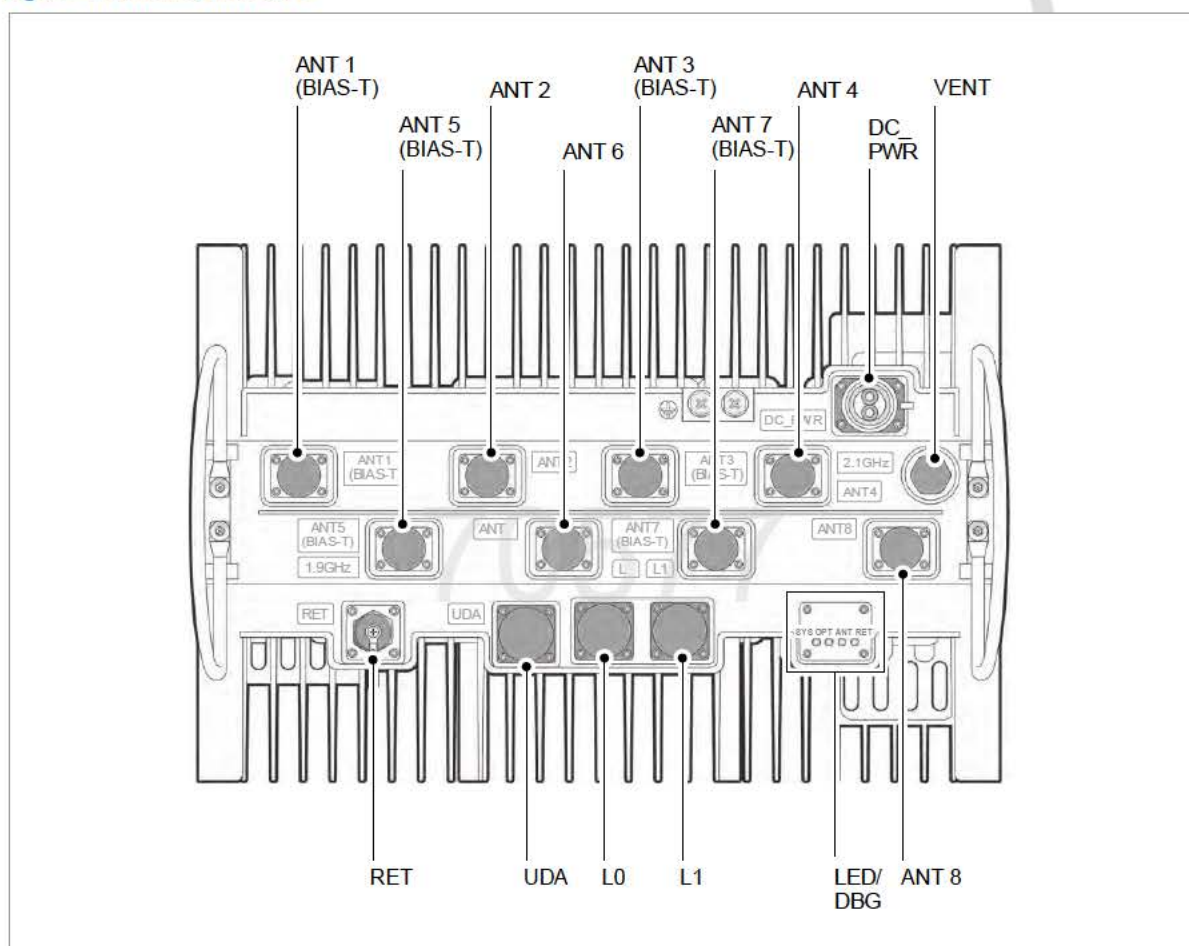 ANT 1
(BIAS-T)
ANT 2
ANT 3
(BIAS-T)
ANT 4
VENT
ANT 5
(BIAS-T)
ANT 6
ANT 7
(BIAS-T)
DC_
PWR
DC_PWR
ANT1
(BIAS-T
ANT2
ANT3
(BIAS-T)
2.1GHz
ANT4
ANT5
(BIAS-T)
1.9GHz
ANT
ANT7
(BIAS-T)
L
L1
ANT8
RET
UDA
SYS OPT ANT RET
RET
UDA
L0
L1
LED/
DBG
ANT 8